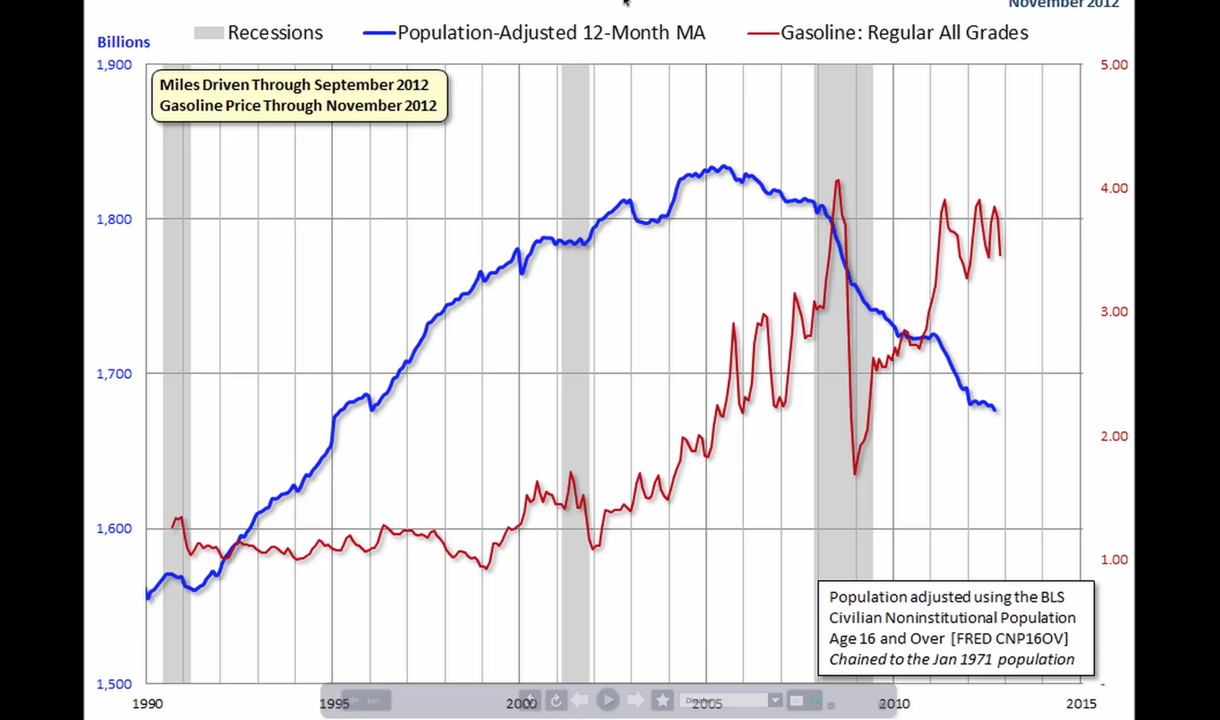 November 2012
Recessions Population-Adjusted 12-Month MA Gasoline: Regular All Grades
Billions
1,900 5.00
Miles Driven Through September 2012
Gasoline Price Through November 2012
4.00
1,800
3.00
1,700
2.00
1,600
1.00
Population adjusted using the BLS
Civilian Noninstitutional Population
Age 16 and Over [FRED CNP16OV]
Chained to the Jan 1971 population
1,500 -
1990 1995 2000 2005 2010 2015
Exit